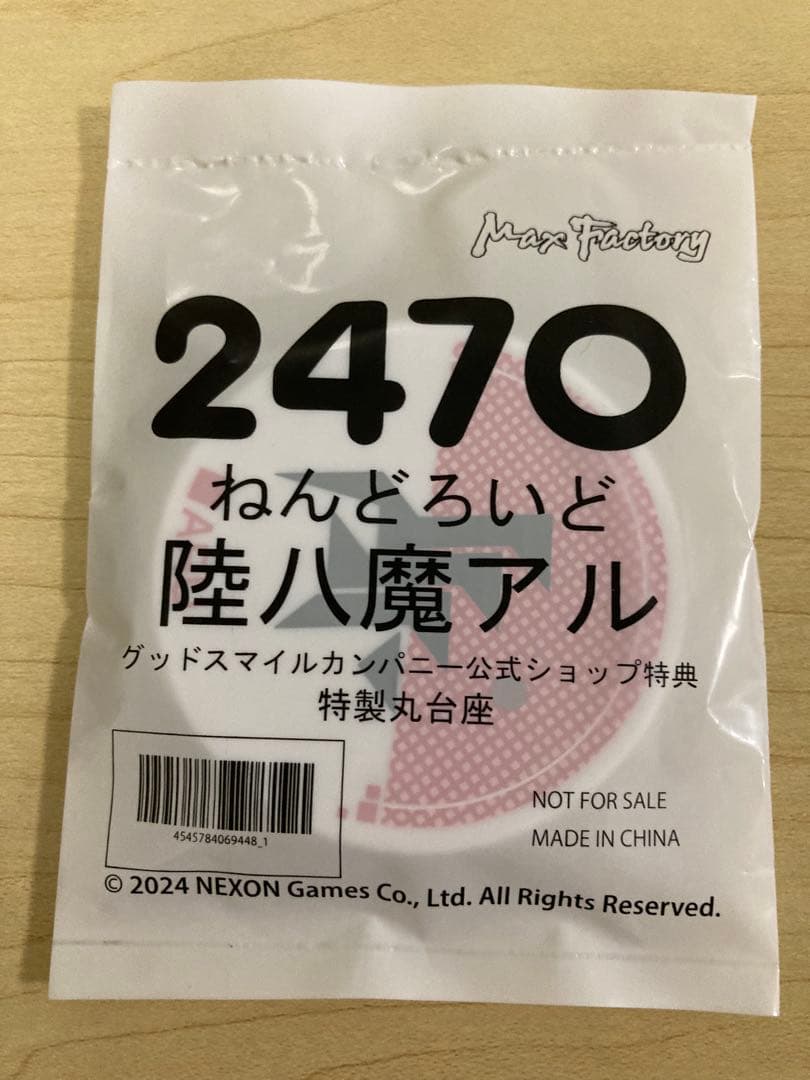 Max Factory
2470
ねんどろいど
陸八魔アル
グッドスマイルカンパニー公式ショップ特典
特製丸台座
4545784069448_1
NOT FOR SALE
MADE IN CHINA
© 2024 NEXON Games Co., Ltd. All Rights Reserved.